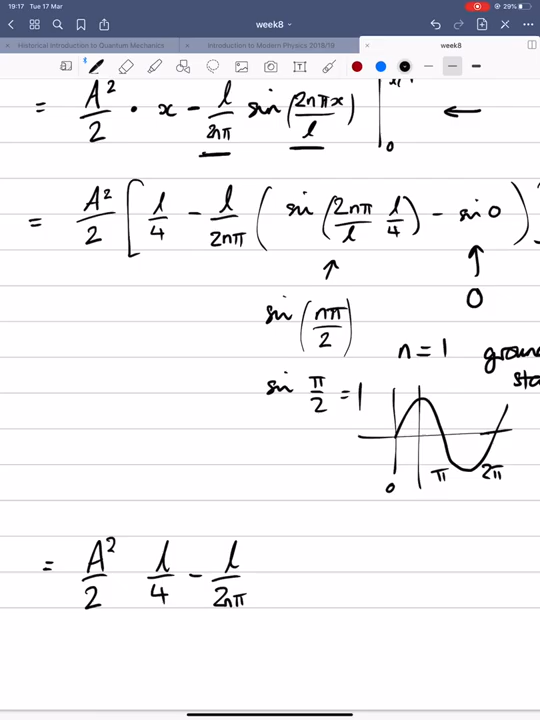 19:17 Tue 17 Mar
29%
week8
Historical Introduction to Quantum Mechanics
Introduction to Modern Physics 2018/19
week8
= A²/2 • x − l/2nπ sin (2nπx/l) | 0 ←
= A²/2 [ l/4 − l/2nπ ( sin (2nπ/l l/4) − sin 0 ) ]
↑ ↑
0
sin (nπ/2)
n = 1 groun
sta
sin π/2 = 1
0 π 2π
= A²/2 l/4 − l/2nπ